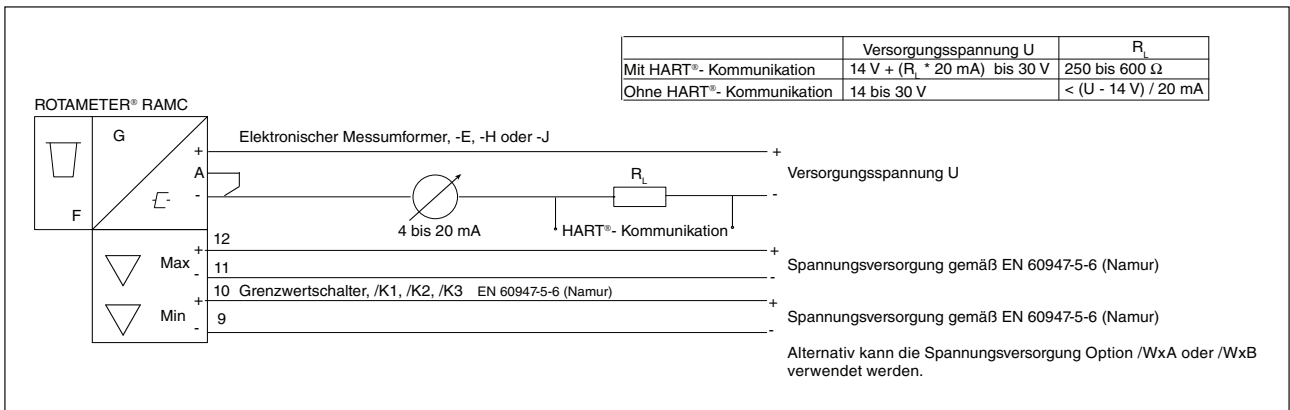 Versorgungsspannung U R_L
Mit HART®- Kommunikation 14 V + (R_L * 20 mA) bis 30 V 250 bis 600 Ω
Ohne HART®- Kommunikation 14 bis 30 V < (U - 14 V) / 20 mA
ROTAMETER® RAMC
G
Elektronischer Messumformer, -E, -H oder -J
+ +
A
Versorgungsspannung U
R_L
- -
F
4 bis 20 mA
HART®- Kommunikation
12
+ +
Max
Spannungsversorgung gemäß EN 60947-5-6 (Namur)
- 11 -
10 Grenzwertschalter, /K1, /K2, /K3 EN 60947-5-6 (Namur)
+ +
Min
9
Spannungsversorgung gemäß EN 60947-5-6 (Namur)
- -
Alternativ kann die Spannungsversorgung Option /WxA oder /WxB
verwendet werden.